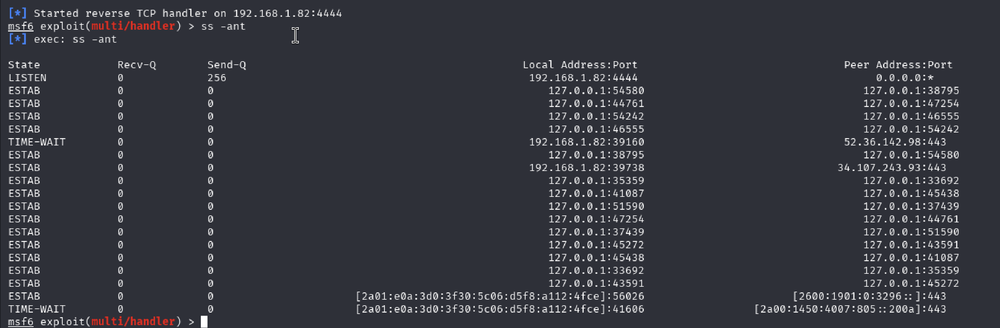 [*] Started reverse TCP handler on 192.168.1.82:4444
msf6 exploit(multi/handler) > ss -ant
[*] exec: ss -ant
State Recv-Q Send-Q Local Address:Port Peer Address:Port
LISTEN 0 256 192.168.1.82:4444 0.0.0.0:*
ESTAB 0 0 127.0.0.1:54580 127.0.0.1:38795
ESTAB 0 0 127.0.0.1:44761 127.0.0.1:47254
ESTAB 0 0 127.0.0.1:54242 127.0.0.1:46555
ESTAB 0 0 127.0.0.1:46555 127.0.0.1:54242
TIME-WAIT 0 0 192.168.1.82:39160 52.36.142.98:443
ESTAB 0 0 127.0.0.1:38795 127.0.0.1:54580
ESTAB 0 0 192.168.1.82:39738 34.107.243.93:443
ESTAB 0 0 127.0.0.1:35359 127.0.0.1:33692
ESTAB 0 0 127.0.0.1:41087 127.0.0.1:45438
ESTAB 0 0 127.0.0.1:51590 127.0.0.1:37439
ESTAB 0 0 127.0.0.1:47254 127.0.0.1:44761
ESTAB 0 0 127.0.0.1:37439 127.0.0.1:51590
ESTAB 0 0 127.0.0.1:45272 127.0.0.1:43591
ESTAB 0 0 127.0.0.1:45438 127.0.0.1:41087
ESTAB 0 0 127.0.0.1:33692 127.0.0.1:35359
ESTAB 0 0 127.0.0.1:43591 127.0.0.1:45272
ESTAB 0 0 [2a01:e0a:3d0:3f30:5c06:d5f8:a112:4fce]:56026 [2600:1901:0:3296::]:443
TIME-WAIT 0 0 [2a01:e0a:3d0:3f30:5c06:d5f8:a112:4fce]:41606 [2a00:1450:4007:805::200a]:443
msf6 exploit(multi/handler) >